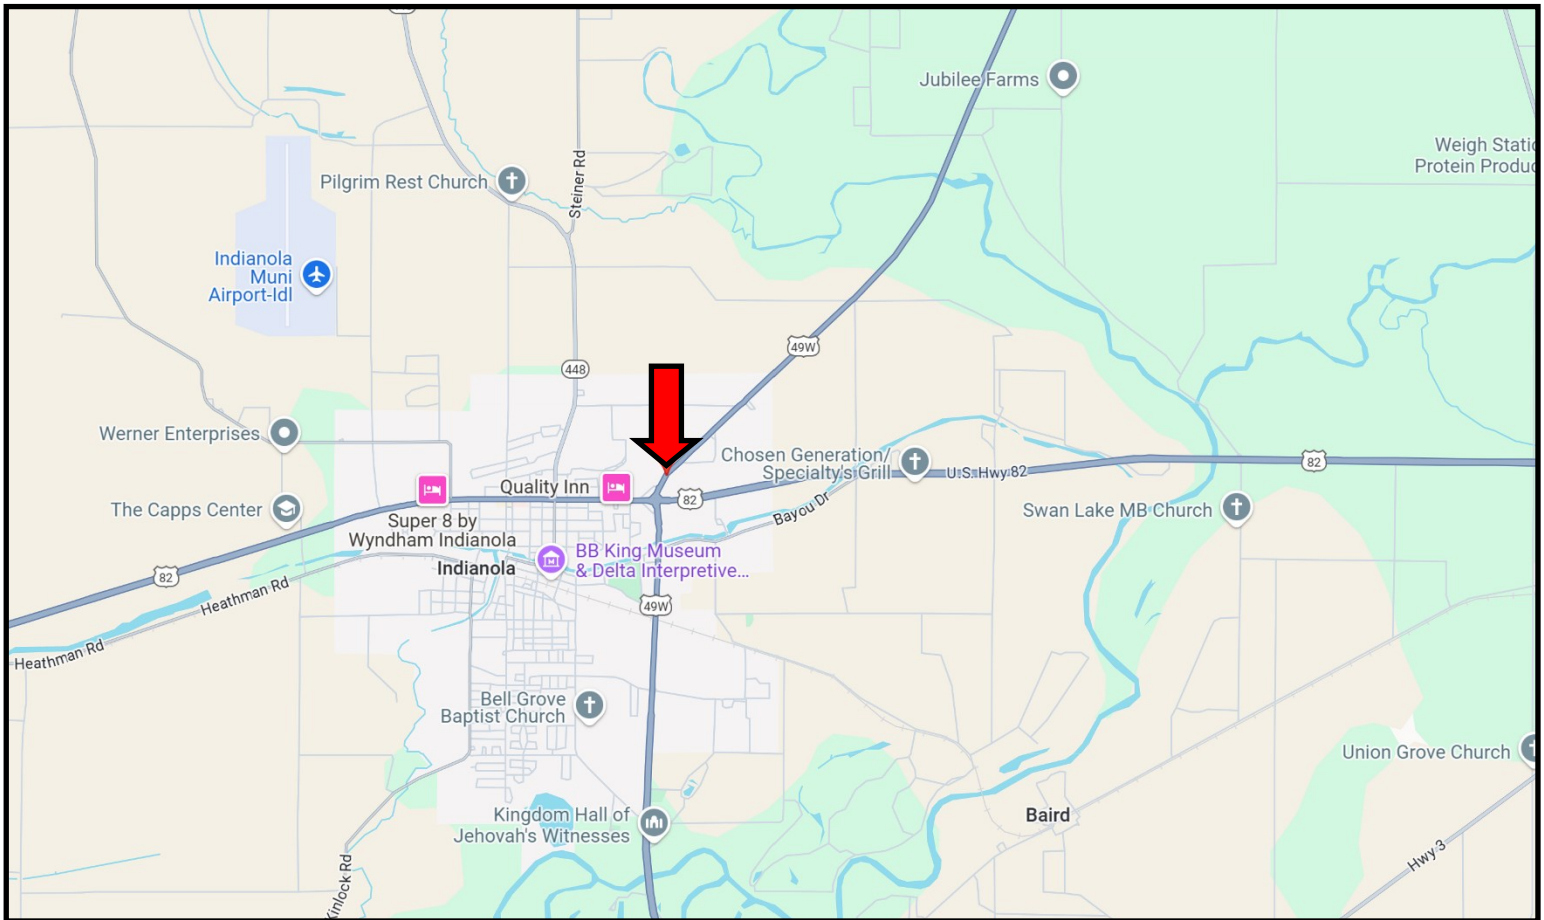 Jubilee Farms
Weigh Static
Protein Produc
Steiner Rd
Pilgrim Rest Church
Indianola
Muni
Airport-Idl
49W
448
Werner Enterprises
Chosen Generation/
Specialty's Grill
U.S. Hwy 82
82
Quality Inn
82
The Capps Center
Super 8 by
Wyndham Indianola
Bayou Dr
Swan Lake MB Church
BB King Museum
& Delta Interpretive...
Indianola
82
Heathman Rd
49W
Heathman Rd
Bell Grove
Baptist Church
Union Grove Church
Kingdom Hall of
Jehovah's Witnesses
Baird
Hwy 3
Kinlock Rd